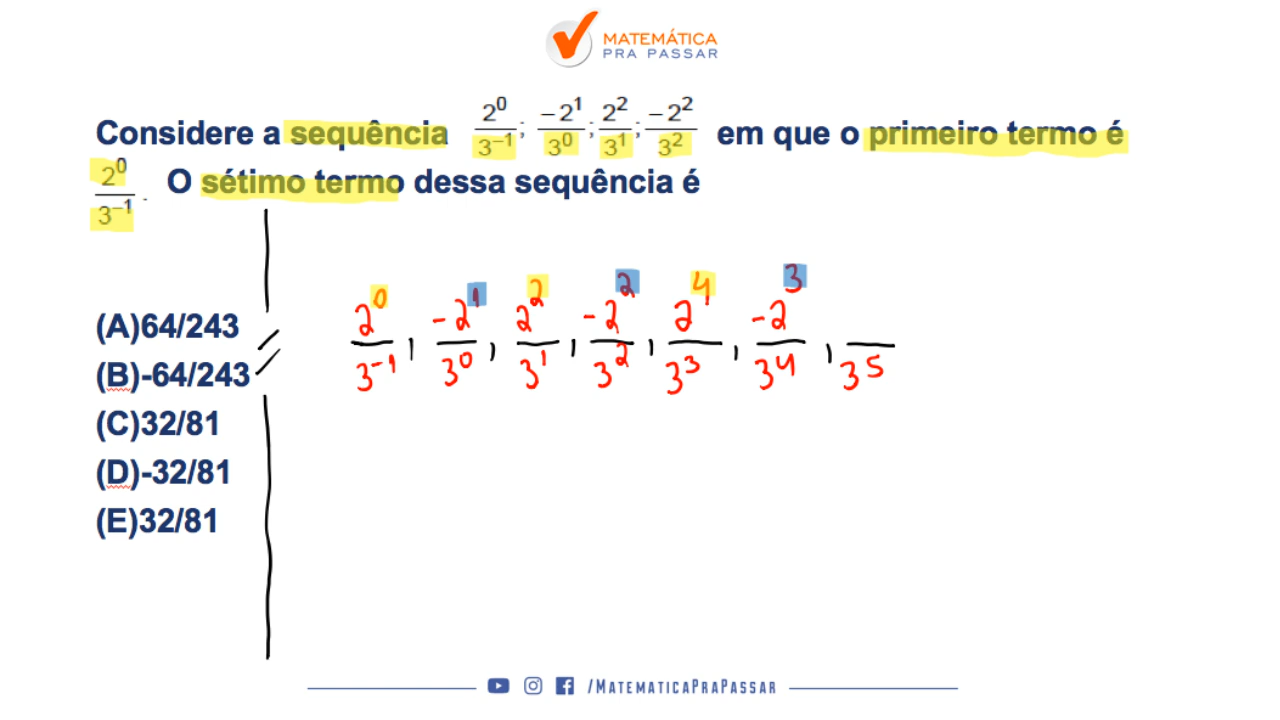 MATEMÁTICA
PRA PASSAR
Considere a sequência 2⁰/3⁻¹; −2¹/3⁰; 2²/3¹; −2²/3² em que o primeiro termo é
2⁰/3⁻¹. O sétimo termo dessa sequência é
(A)64/243
(B)-64/243
(C)32/81
(D)-32/81
(E)32/81
2⁰/3⁻¹, -2¹/3⁰, 2²/3¹, -2²/3², 2⁴/3³, -2³/3⁴, /3⁵
/MATEMATICAPRAPASSAR